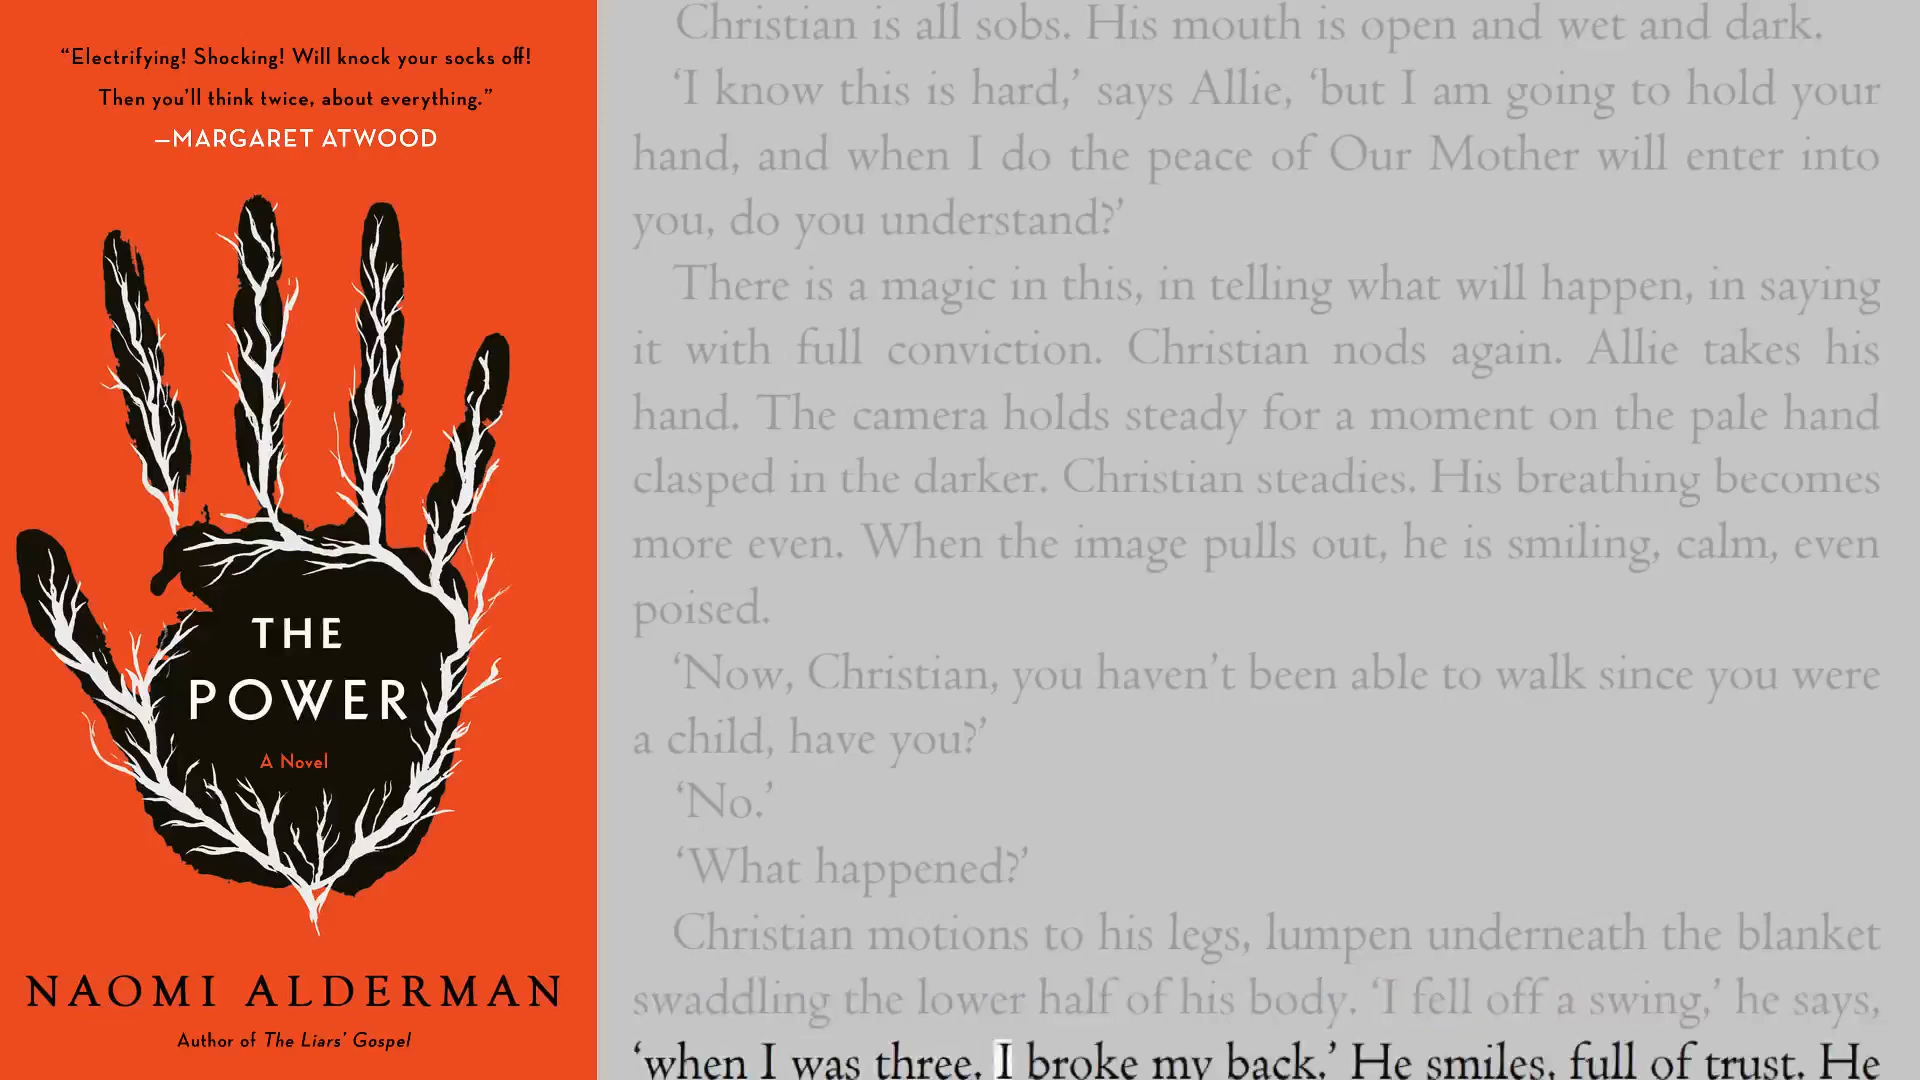 “Electrifying! Shocking! Will knock your socks off!
Then you’ll think twice, about everything.”
—MARGARET ATWOOD
THE
POWER
A Novel
NAOMI ALDERMAN
Author of The Liars’ Gospel
Christian is all sobs. His mouth is open and wet and dark.
‘I know this is hard,’ says Allie, ‘but I am going to hold your
hand, and when I do the peace of Our Mother will enter into
you, do you understand?’
There is a magic in this, in telling what will happen, in saying
it with full conviction. Christian nods again. Allie takes his
hand. The camera holds steady for a moment on the pale hand
clasped in the darker. Christian steadies. His breathing becomes
more even. When the image pulls out, he is smiling, calm, even
poised.
‘Now, Christian, you haven’t been able to walk since you were
a child, have you?’
‘No.’
‘What happened?’
Christian motions to his legs, lumpen underneath the blanket
swaddling the lower half of his body. ‘I fell off a swing,’ he says,
‘when I was three. I broke my back.’ He smiles, full of trust. He